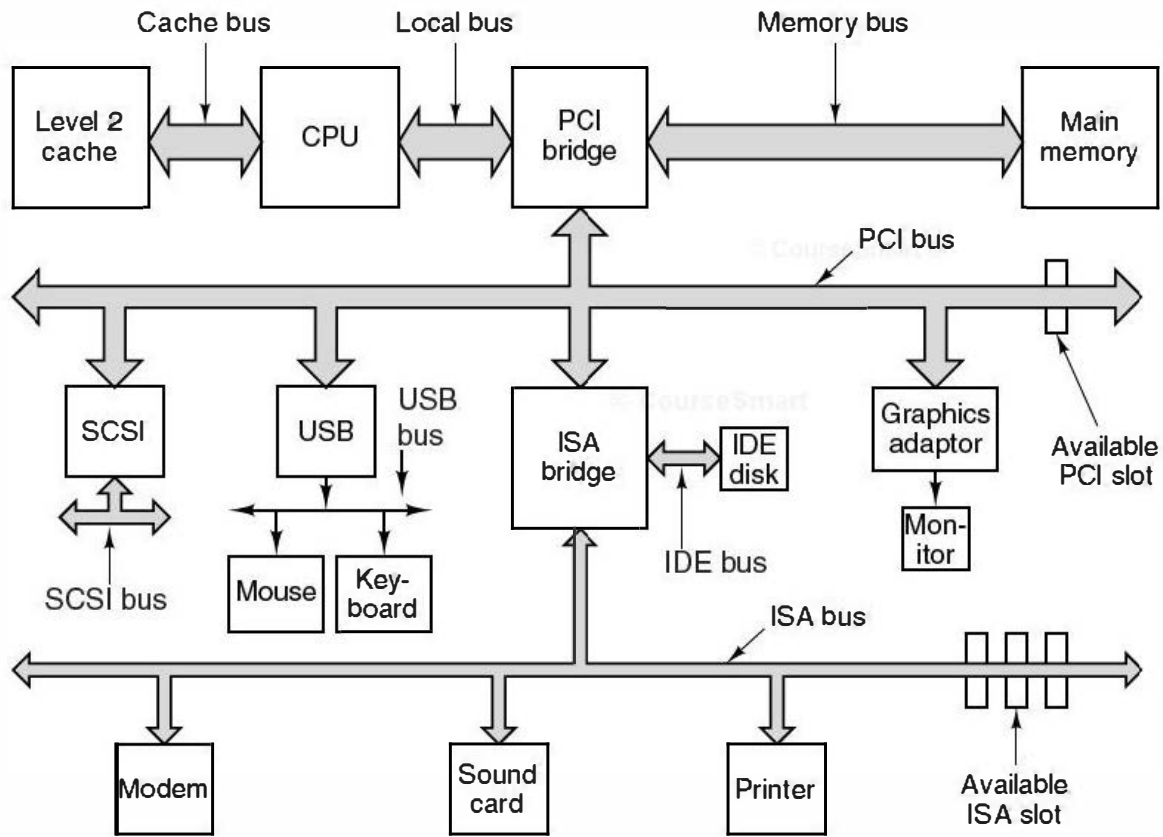 Cache bus
Local bus
Memory bus
Level 2
cache
CPU
PCI
bridge
Main
memory
PCI bus
SCSI
USB
USB
bus
ISA
bridge
IDE
disk
Graphics
adaptor
Available
PCI slot
Mon-
itor
SCSI bus
Mouse
Key-
board
IDE bus
ISA bus
Modem
Sound
card
Printer
Available
ISA slot
CourseSmart